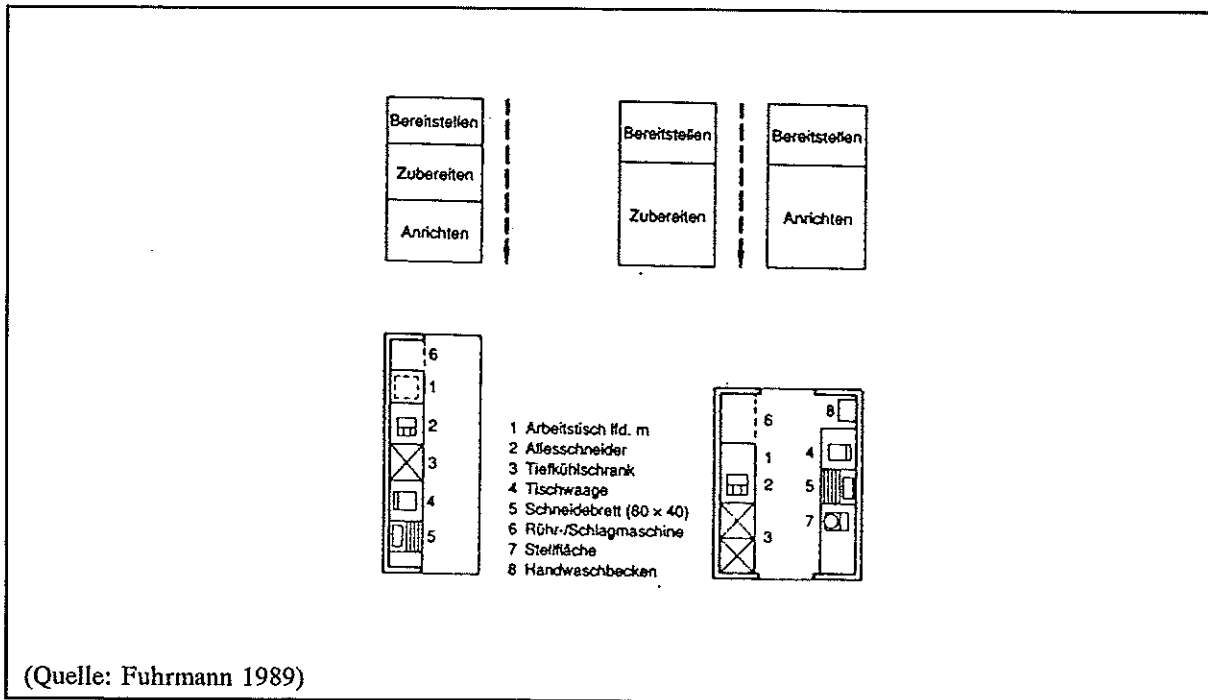 Bereitstellen
Zubereiten
Anrichten
Bereitstellen
Zubereiten
Bereitstellen
Anrichten
6
1
2
3
4
5
1 Arbeitstisch lfd. m
2 Allesschneider
3 Tiefkühlschrank
4 Tischwaage
5 Schneidebrett (80 × 40)
6 Rühr-/Schlagmaschine
7 Stellfläche
8 Handwaschbecken
6
1
2
3
8
4
5
7
(Quelle: Fuhrmann 1989)